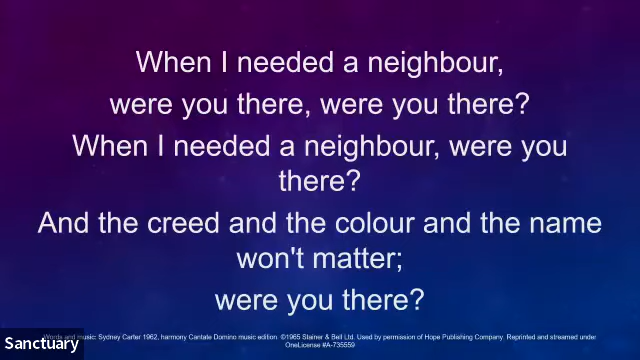 When I needed a neighbour,
were you there, were you there?
When I needed a neighbour, were you
there?
And the creed and the colour and the name
won't matter;
were you there?
Words and music: Sydney Carter 1962, harmony Cantate Domino music edition ©1965 Stainer & Bell Ltd. Used by permission of Hope Publishing Company. Reprinted and streamed under
OneLicense #A-735559
Sanctuary